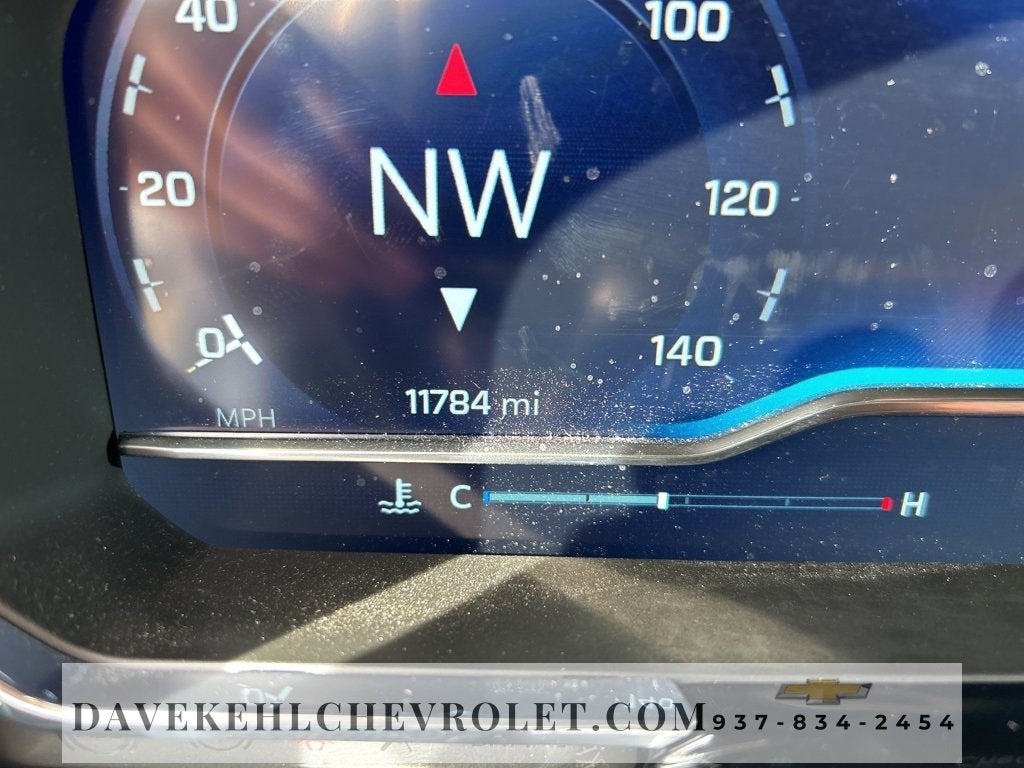 40 100
NW
20 120
0 140
11784 mi
MPH
C H
DAVEKEHLCHEVROLET.COM 937-834-2454